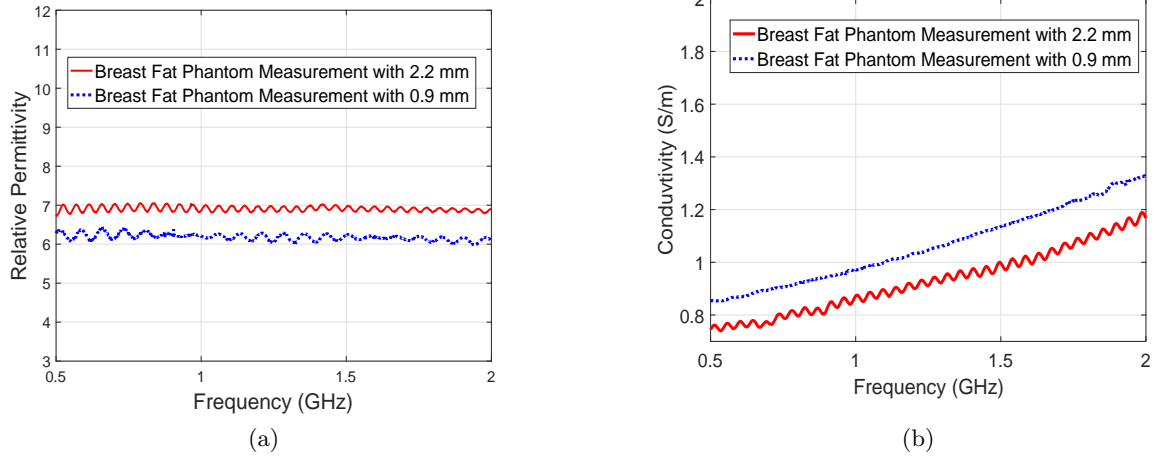 12
11
10
9
8
7
6
5
4
3
Relative Permittivity
Breast Fat Phantom Measurement with 2.2 mm
Breast Fat Phantom Measurement with 0.9 mm
0.5 1 1.5 2
Frequency (GHz)
(a)
2
1.8
1.6
1.4
1.2
1
0.8
Conduvtivity (S/m)
Breast Fat Phantom Measurement with 2.2 mm
Breast Fat Phantom Measurement with 0.9 mm
0.5 1 1.5 2
Frequency (GHz)
(b)